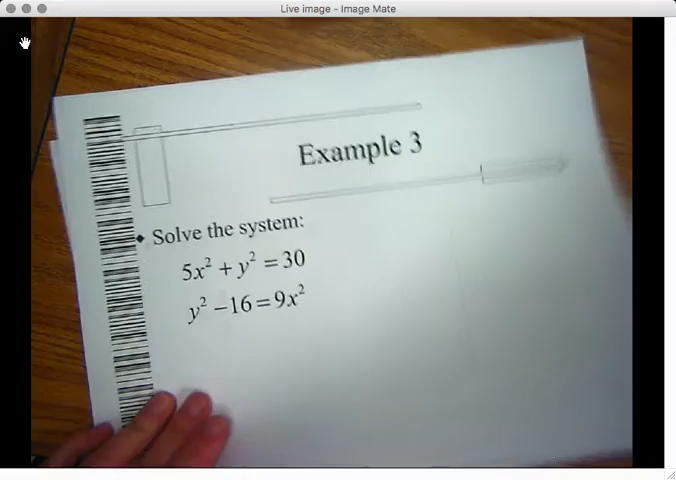 Live image - Image Mate
Example 3
◆ Solve the system:
5x² + y² = 30
y² − 16 = 9x²